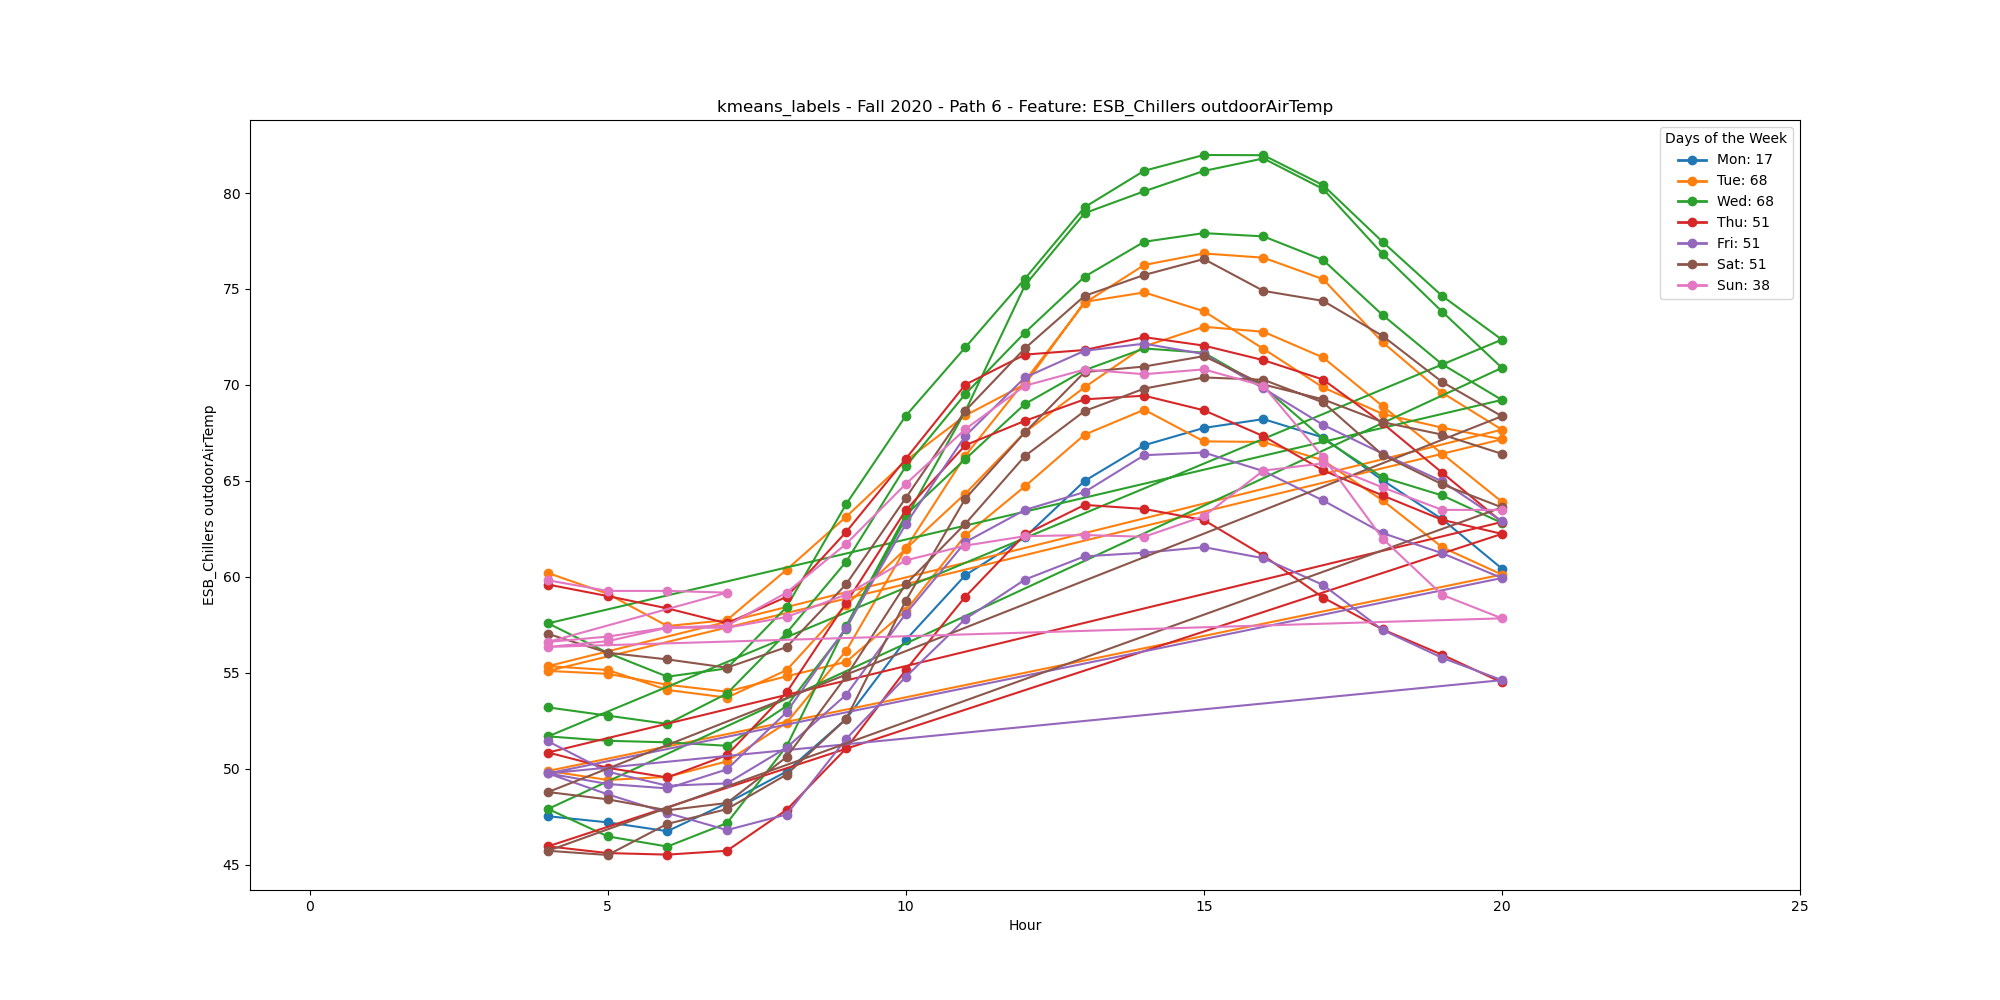 kmeans_labels - Fall 2020 - Path 6 - Feature: ESB_Chillers outdoorAirTemp
Days of the Week
Mon: 17
Tue: 68
Wed: 68
Thu: 51
Fri: 51
Sat: 51
Sun: 38
ESB_Chillers outdoorAirTemp
80
75
70
65
60
55
50
45
0 5 10 15 20 25
Hour